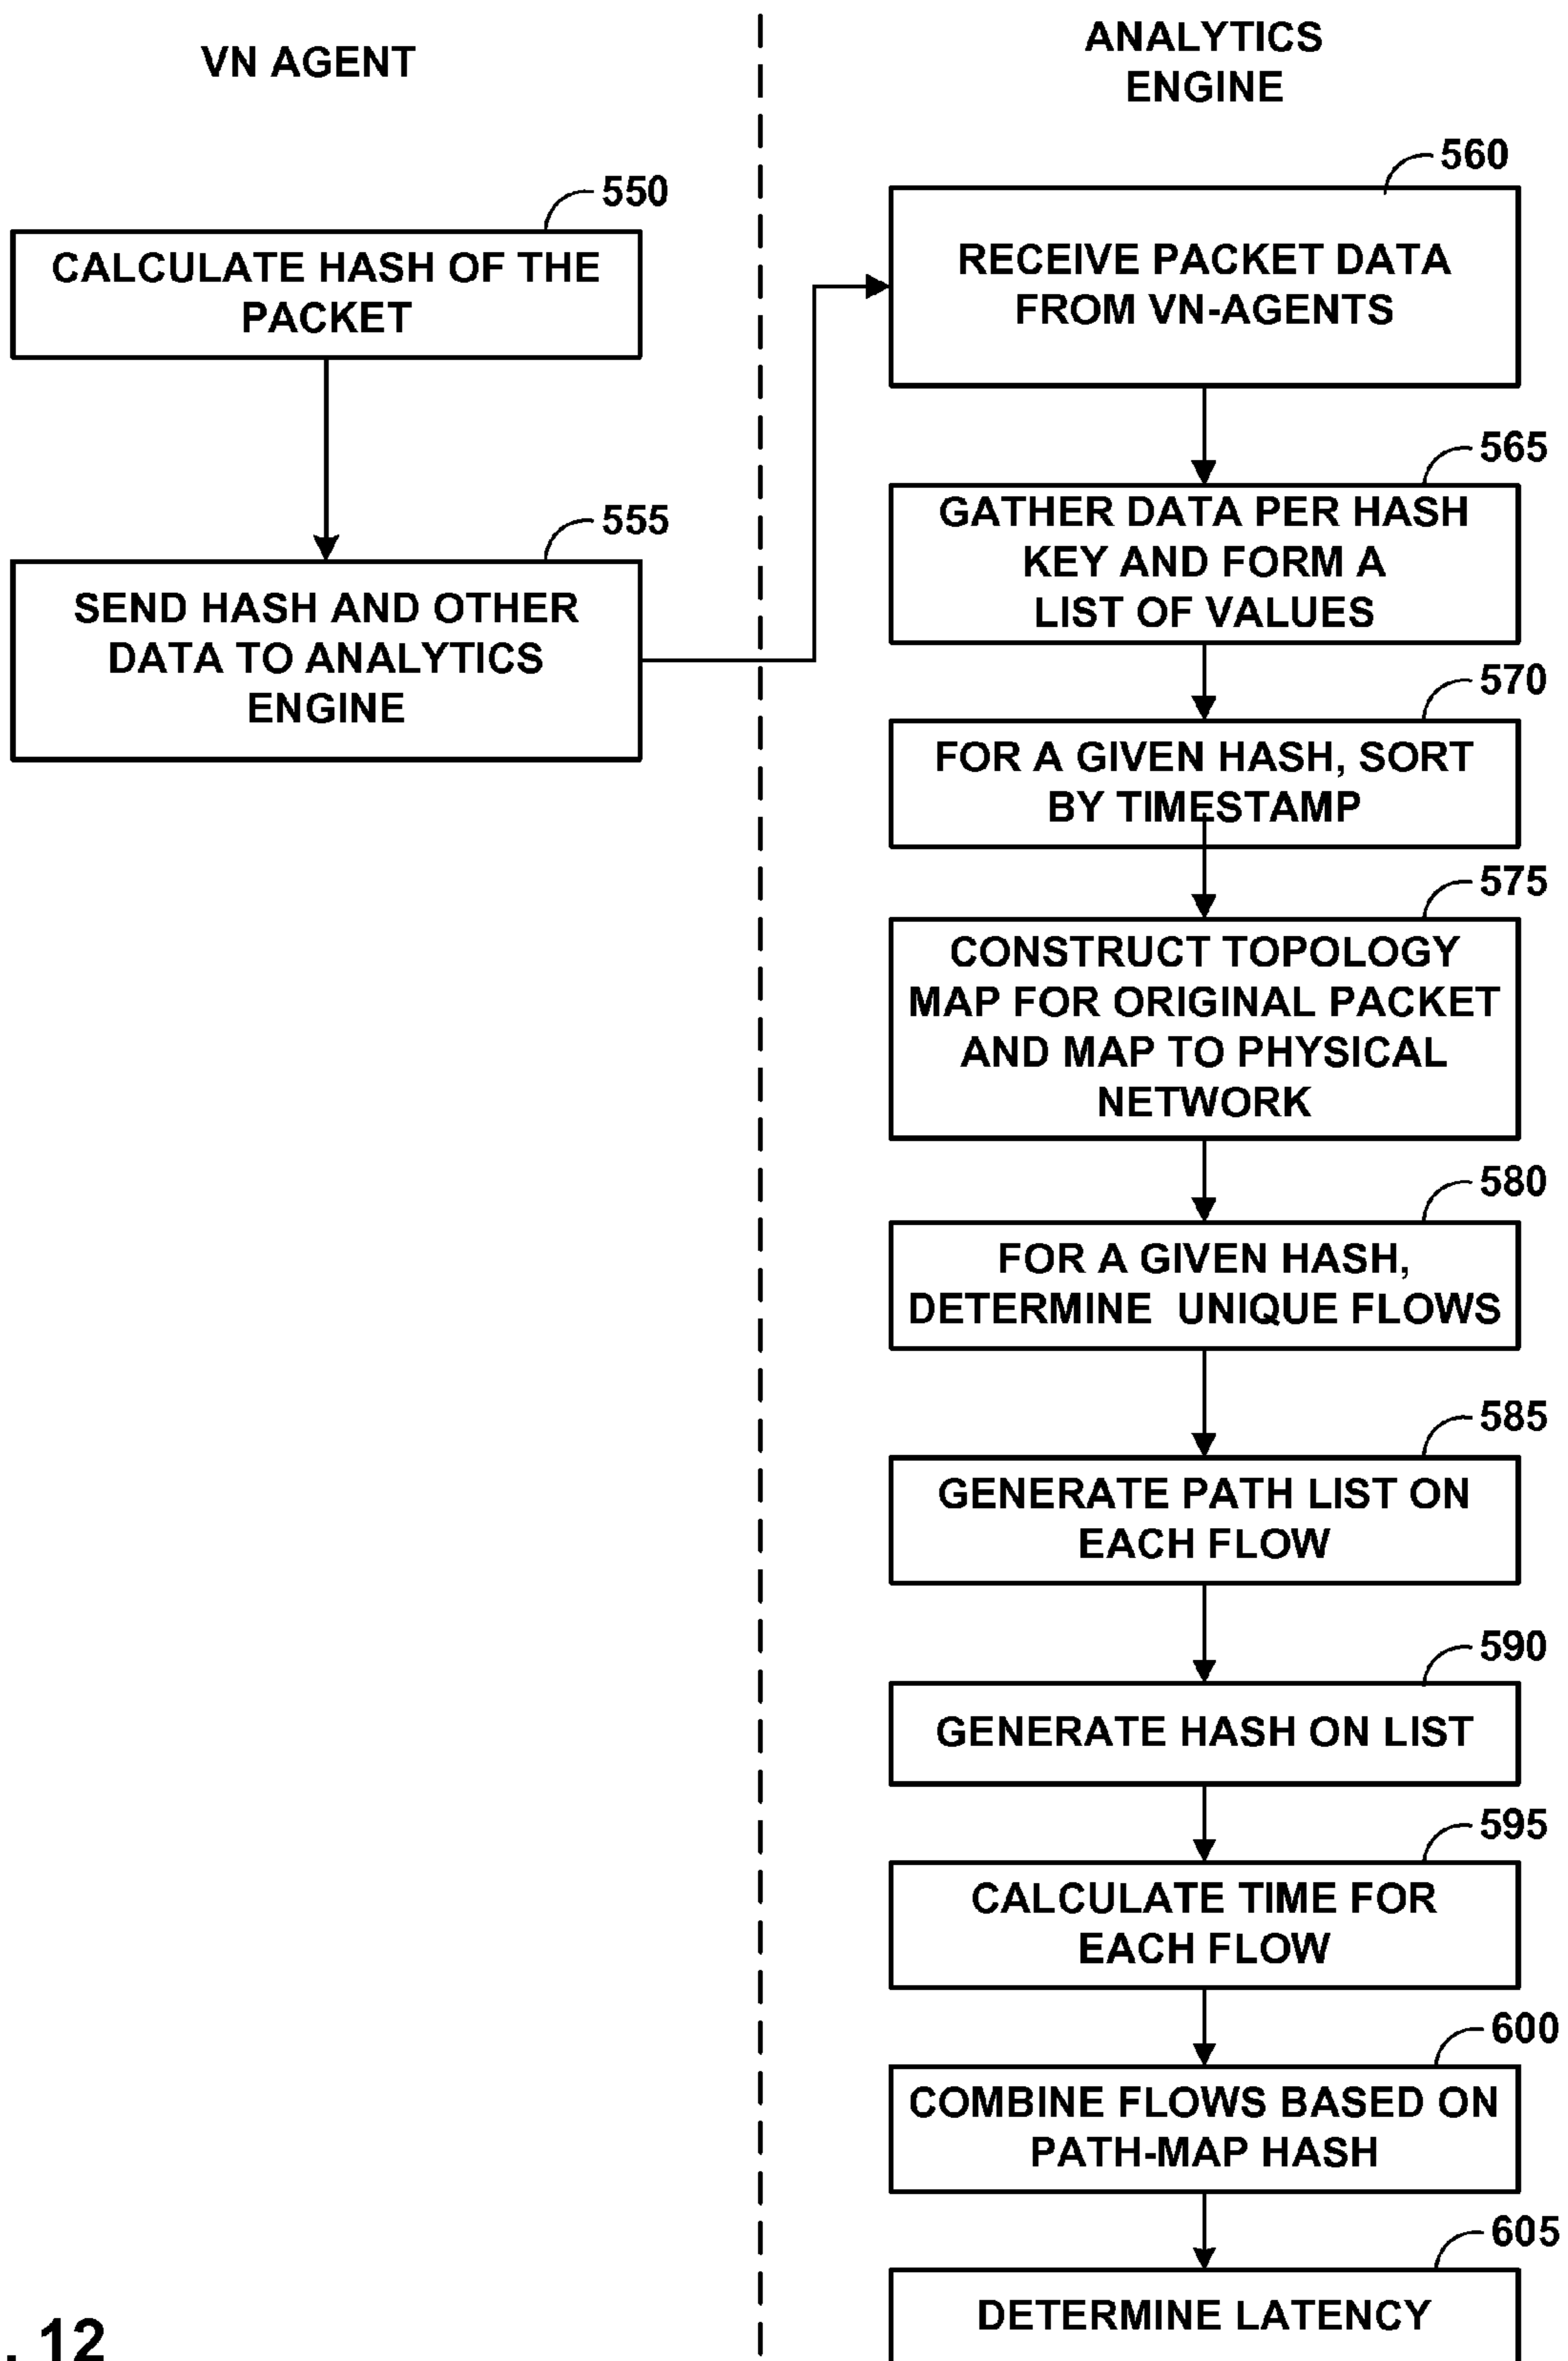 VN AGENT
550
CALCULATE HASH OF THE
PACKET
555
SEND HASH AND OTHER
DATA TO ANALYTICS
ENGINE
ANALYTICS
ENGINE
560
RECEIVE PACKET DATA
FROM VN-AGENTS
565
GATHER DATA PER HASH
KEY AND FORM A
LIST OF VALUES
570
FOR A GIVEN HASH, SORT
BY TIMESTAMP
575
CONSTRUCT TOPOLOGY
MAP FOR ORIGINAL PACKET
AND MAP TO PHYSICAL
NETWORK
580
FOR A GIVEN HASH,
DETERMINE UNIQUE FLOWS
585
GENERATE PATH LIST ON
EACH FLOW
590
GENERATE HASH ON LIST
595
CALCULATE TIME FOR
EACH FLOW
600
COMBINE FLOWS BASED ON
PATH-MAP HASH
605
DETERMINE LATENCY
. 12